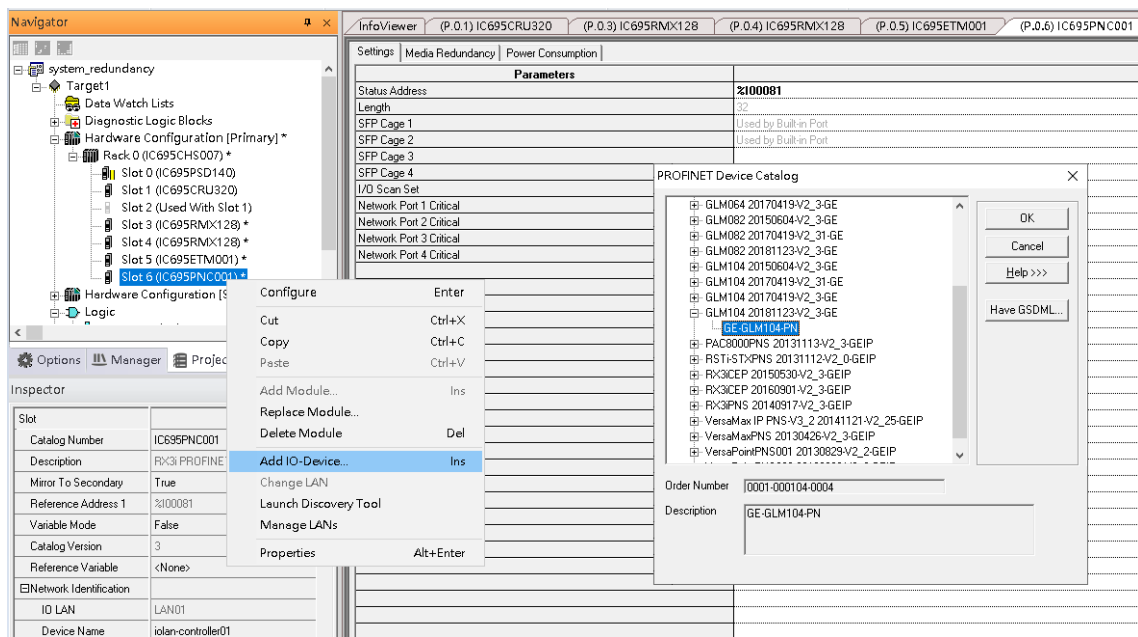 Navigator
InfoViewer
(P.0.1) IC695CRU320
(P.0.3) IC695RMX128
(P.0.4) IC695RMX128
(P.0.5) IC695ETM001
(P.0.6) IC695PNC001
Settings
Media Redundancy
Power Consumption
system_redundancy
Target1
Data Watch Lists
Diagnostic Logic Blocks
Hardware Configuration [Primary] *
Rack 0 (IC695CHS007) *
Slot 0 (IC695PSD140)
Slot 1 (IC695CRU320)
Slot 2 (Used With Slot 1)
Slot 3 (IC695RMX128) *
Slot 4 (IC695RMX128) *
Slot 5 (IC695ETM001) *
Slot 6 (IC695PNC001) *
Hardware Configuration [S
Logic
Options
Manager
Projec
Parameters
Status Address %I00081
Length 32
SFP Cage 1 Used by Built-in Port
SFP Cage 2 Used by Built-in Port
SFP Cage 3
SFP Cage 4
I/O Scan Set
Network Port 1 Critical
Network Port 2 Critical
Network Port 3 Critical
Network Port 4 Critical
Configure Enter
Cut Ctrl+X
Copy Ctrl+C
Paste Ctrl+V
Add Module... Ins
Replace Module...
Delete Module Del
Add IO-Device... Ins
Change LAN
Launch Discovery Tool
Manage LANs
Properties Alt+Enter
Inspector
Slot
Catalog Number IC695PNC001
Description RX3i PROFINE
Mirror To Secondary True
Reference Address 1 %I00081
Variable Mode False
Catalog Version 3
Reference Variable <None>
Network Identification
IO LAN LAN01
Device Name iolan-controller01
PROFINET Device Catalog
GLM064 20170419-V2_3-GE
GLM082 20150604-V2_3-GE
GLM082 20170419-V2_31-GE
GLM082 20181123-V2_3-GE
GLM104 20150604-V2_3-GE
GLM104 20170419-V2_31-GE
GLM104 20170419-V2_3-GE
GLM104 20181123-V2_3-GE
GE-GLM104-PN
PAC8000PNS 20131113-V2_3-GEIP
RSTi-STXPNS 20131112-V2_0-GEIP
RX3iCEP 20150530-V2_3-GEIP
RX3iCEP 20160901-V2_3-GEIP
RX3iPNS 20140917-V2_3-GEIP
VersaMax IP PNS-V3_2 20141121-V2_25-GEIP
VersaMaxPNS 20130426-V2_3-GEIP
VersaPointPNS001 20130829-V2_2-GEIP
OK
Cancel
Help >>>
Have GSDML...
Order Number 0001-000104-0004
Description GE-GLM104-PN